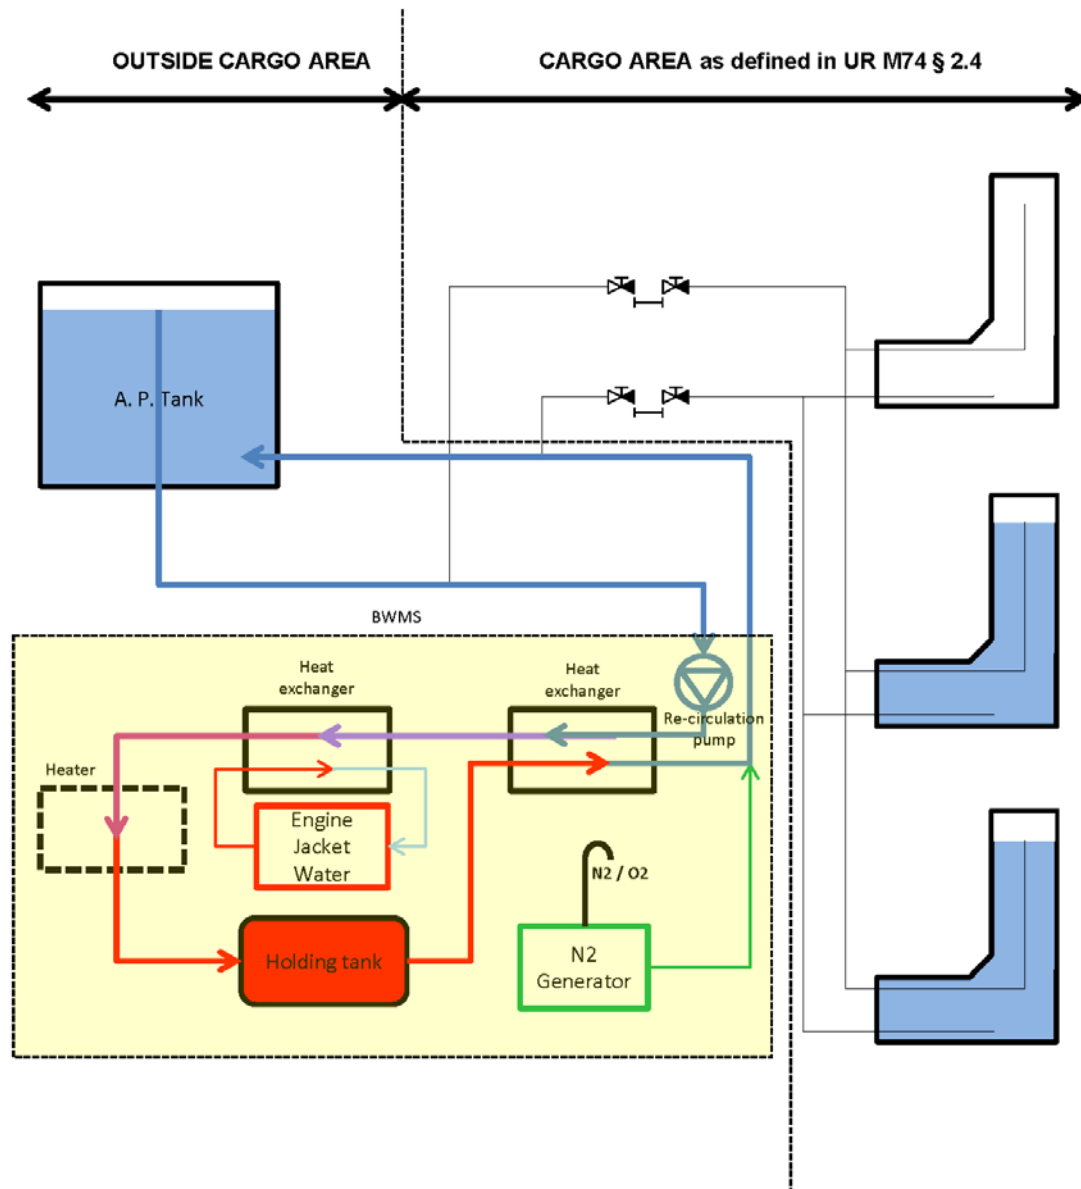 OUTSIDE CARGO AREA
CARGO AREA as defined in UR M74 § 2.4
A. P. Tank
BWMS
Heat
exchanger
Heat
exchanger
Re-circulation
pump
Heater
Engine
Jacket
Water
N2 / O2
Holding tank
N2
Generator